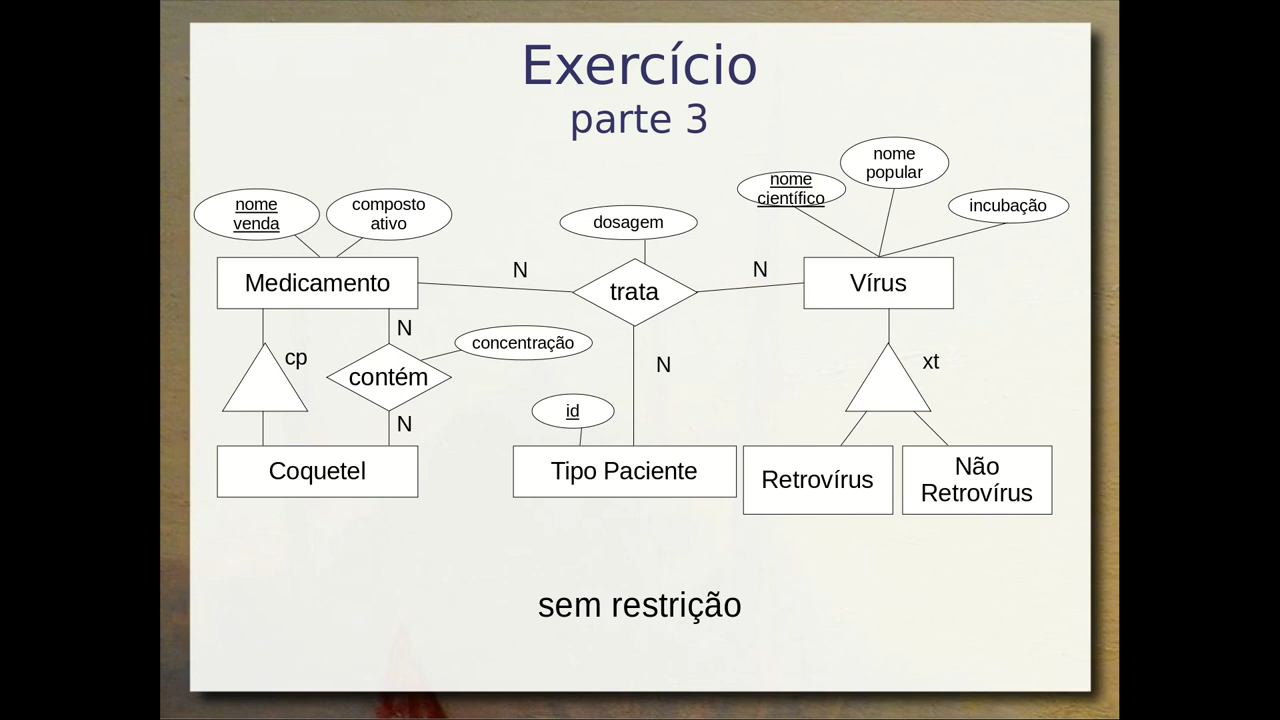 Exercício
parte 3
nome
popular
nome
científico
nome
venda
composto
ativo
dosagem
incubação
Medicamento
N
trata
N
Vírus
N
cp
contém
concentração
N
xt
N
id
Coquetel
Tipo Paciente
Retrovírus
Não
Retrovírus
sem restrição